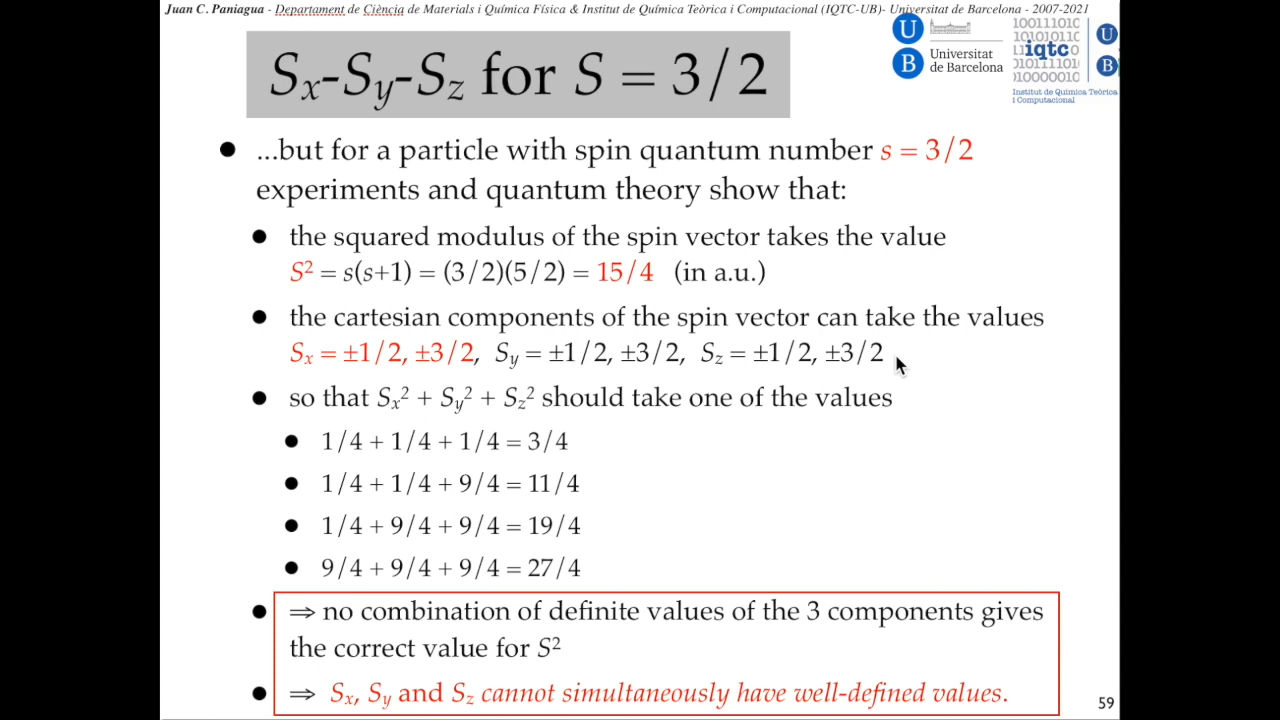 Juan C. Paniagua - Departament de Ciència de Materials i Química Física & Institut de Química Teòrica i Computacional (IQTC-UB)- Universitat de Barcelona - 2007-2021
U B Universitat de Barcelona
iqtc
Institut de Química Teòrica i Computacional
U B
Sx-Sy-Sz for S = 3/2
● ...but for a particle with spin quantum number s = 3/2
experiments and quantum theory show that:
● the squared modulus of the spin vector takes the value
S² = s(s+1) = (3/2)(5/2) = 15/4 (in a.u.)
● the cartesian components of the spin vector can take the values
Sx = ±1/2, ±3/2, Sy = ±1/2, ±3/2, Sz = ±1/2, ±3/2
● so that Sx² + Sy² + Sz² should take one of the values
● 1/4 + 1/4 + 1/4 = 3/4
● 1/4 + 1/4 + 9/4 = 11/4
● 1/4 + 9/4 + 9/4 = 19/4
● 9/4 + 9/4 + 9/4 = 27/4
● ⇒ no combination of definite values of the 3 components gives
the correct value for S²
● ⇒ Sx, Sy and Sz cannot simultaneously have well-defined values.
59